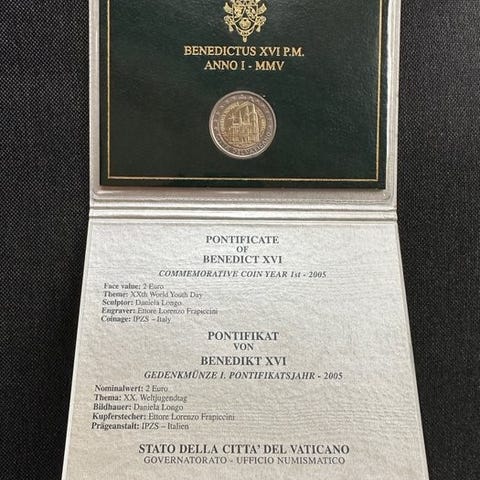 BENEDICTUS XVI P.M.
ANNO I - MMV
PONTIFICATE
OF
BENEDICT XVI
COMMEMORATIVE COIN YEAR 1st - 2005
Face value: 2 Euro
Theme: XXth World Youth Day
Sculptor: Daniela Longo
Engraver: Ettore Lorenzo Frapiccini
Coinage: IPZS – Italy
PONTIFIKAT
VON
BENEDIKT XVI
GEDENKMÜNZE I. PONTIFIKATSJAHR - 2005
Nominalwert: 2 Euro
Thema: XX. Weltjugendtag
Bildhauer: Daniela Longo
Kupferstecher: Ettore Lorenzo Frapiccini
Prägeanstalt: IPZS – Italien
STATO DELLA CITTA' DEL VATICANO
GOVERNATORATO - UFFICIO NUMISMATICO